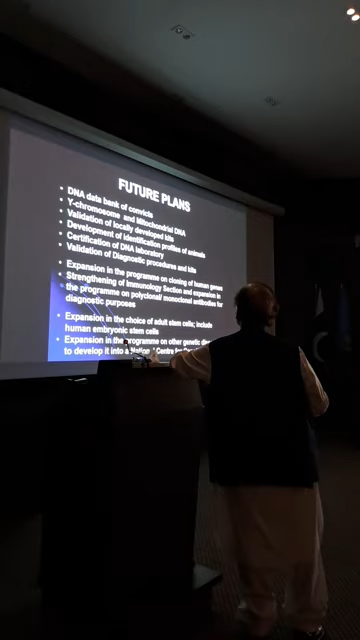 FUTURE PLANS
• DNA data bank of convicts
• Y-chromosome and Mitochondrial DNA
• Validation of locally developed kits
• Development of identification profiles of animals
• Certification of DNA laboratory
• Validation of Diagnostic procedures and kits
• Expansion in the programme on cloning of human genes
• Strengthening of Immunology Section and expansion in
the programme on polyclonal/ monoclonal antibodies for
diagnostic purposes
• Expansion in the choice of adult stem cells; include
human embryonic stem cells
• Expansion in the programme on other genetic
to develop it into a Centre